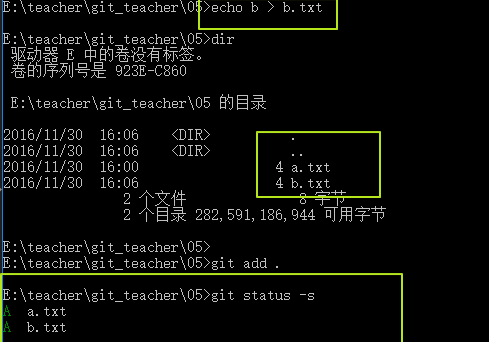 E:\teacher\git_teacher\05>echo b > b.txt
E:\teacher\git_teacher\05>dir
驱动器 E 中的卷没有标签。
卷的序列号是 923E-C860
E:\teacher\git_teacher\05 的目录
2016/11/30 16:06 <DIR> .
2016/11/30 16:06 <DIR> ..
2016/11/30 16:00 4 a.txt
2016/11/30 16:06 4 b.txt
2 个文件 8 字节
2 个目录 282,591,186,944 可用字节
E:\teacher\git_teacher\05>
E:\teacher\git_teacher\05>git add .
E:\teacher\git_teacher\05>git status -s
A a.txt
A b.txt